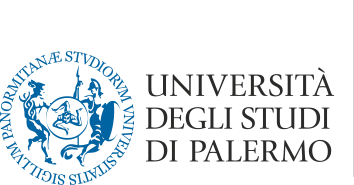 SIGILLVM PANORMITANÆ STVDIORVM VNIVERSITATIS
UNIVERSITÀ
DEGLI STUDI
DI PALERMO